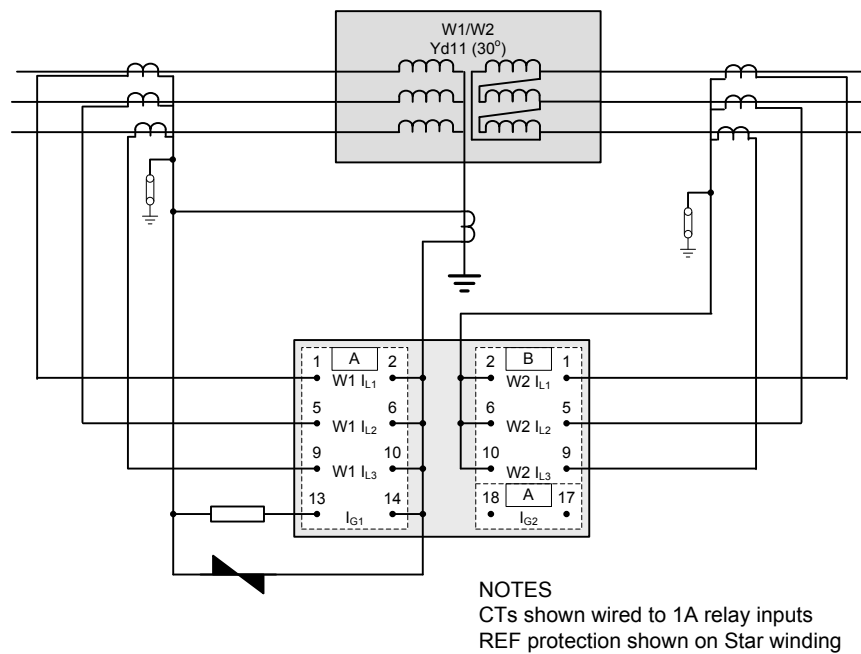 W1/W2
Yd11 (30°)
1 A 2 2 B 1
W1 IL1 W2 IL1
5 6 6 5
W1 IL2 W2 IL2
9 10 10 9
W1 IL3 W2 IL3
13 14 18 A 17
IG1 IG2
NOTES
CTs shown wired to 1A relay inputs
REF protection shown on Star winding